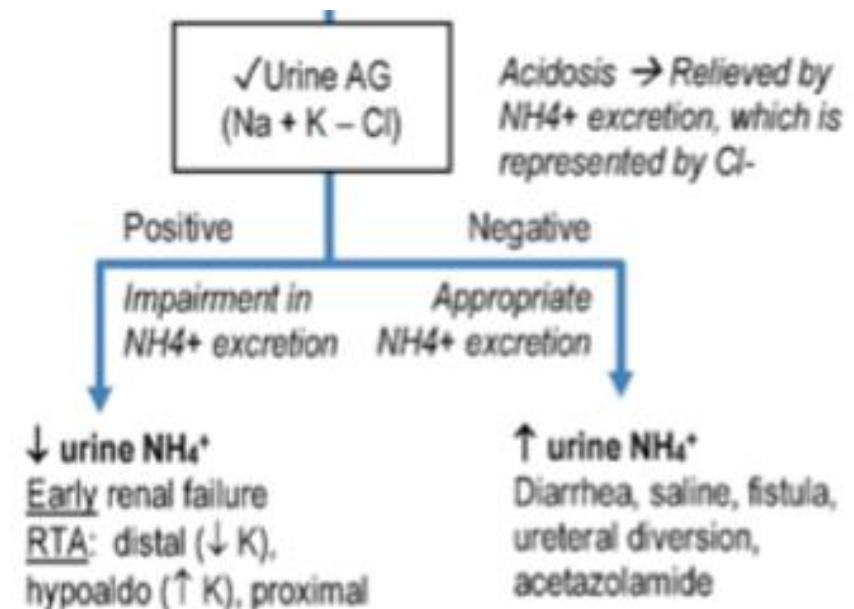 ✓Urine AG
(Na + K – Cl)
Acidosis → Relieved by
NH4+ excretion, which is
represented by Cl-
Positive
Negative
Impairment in
NH4+ excretion
Appropriate
NH4+ excretion
↓ urine NH₄⁺
Early renal failure
RTA: distal (↓ K),
hypoaldo (↑ K), proximal
↑ urine NH₄⁺
Diarrhea, saline, fistula,
ureteral diversion,
acetazolamide